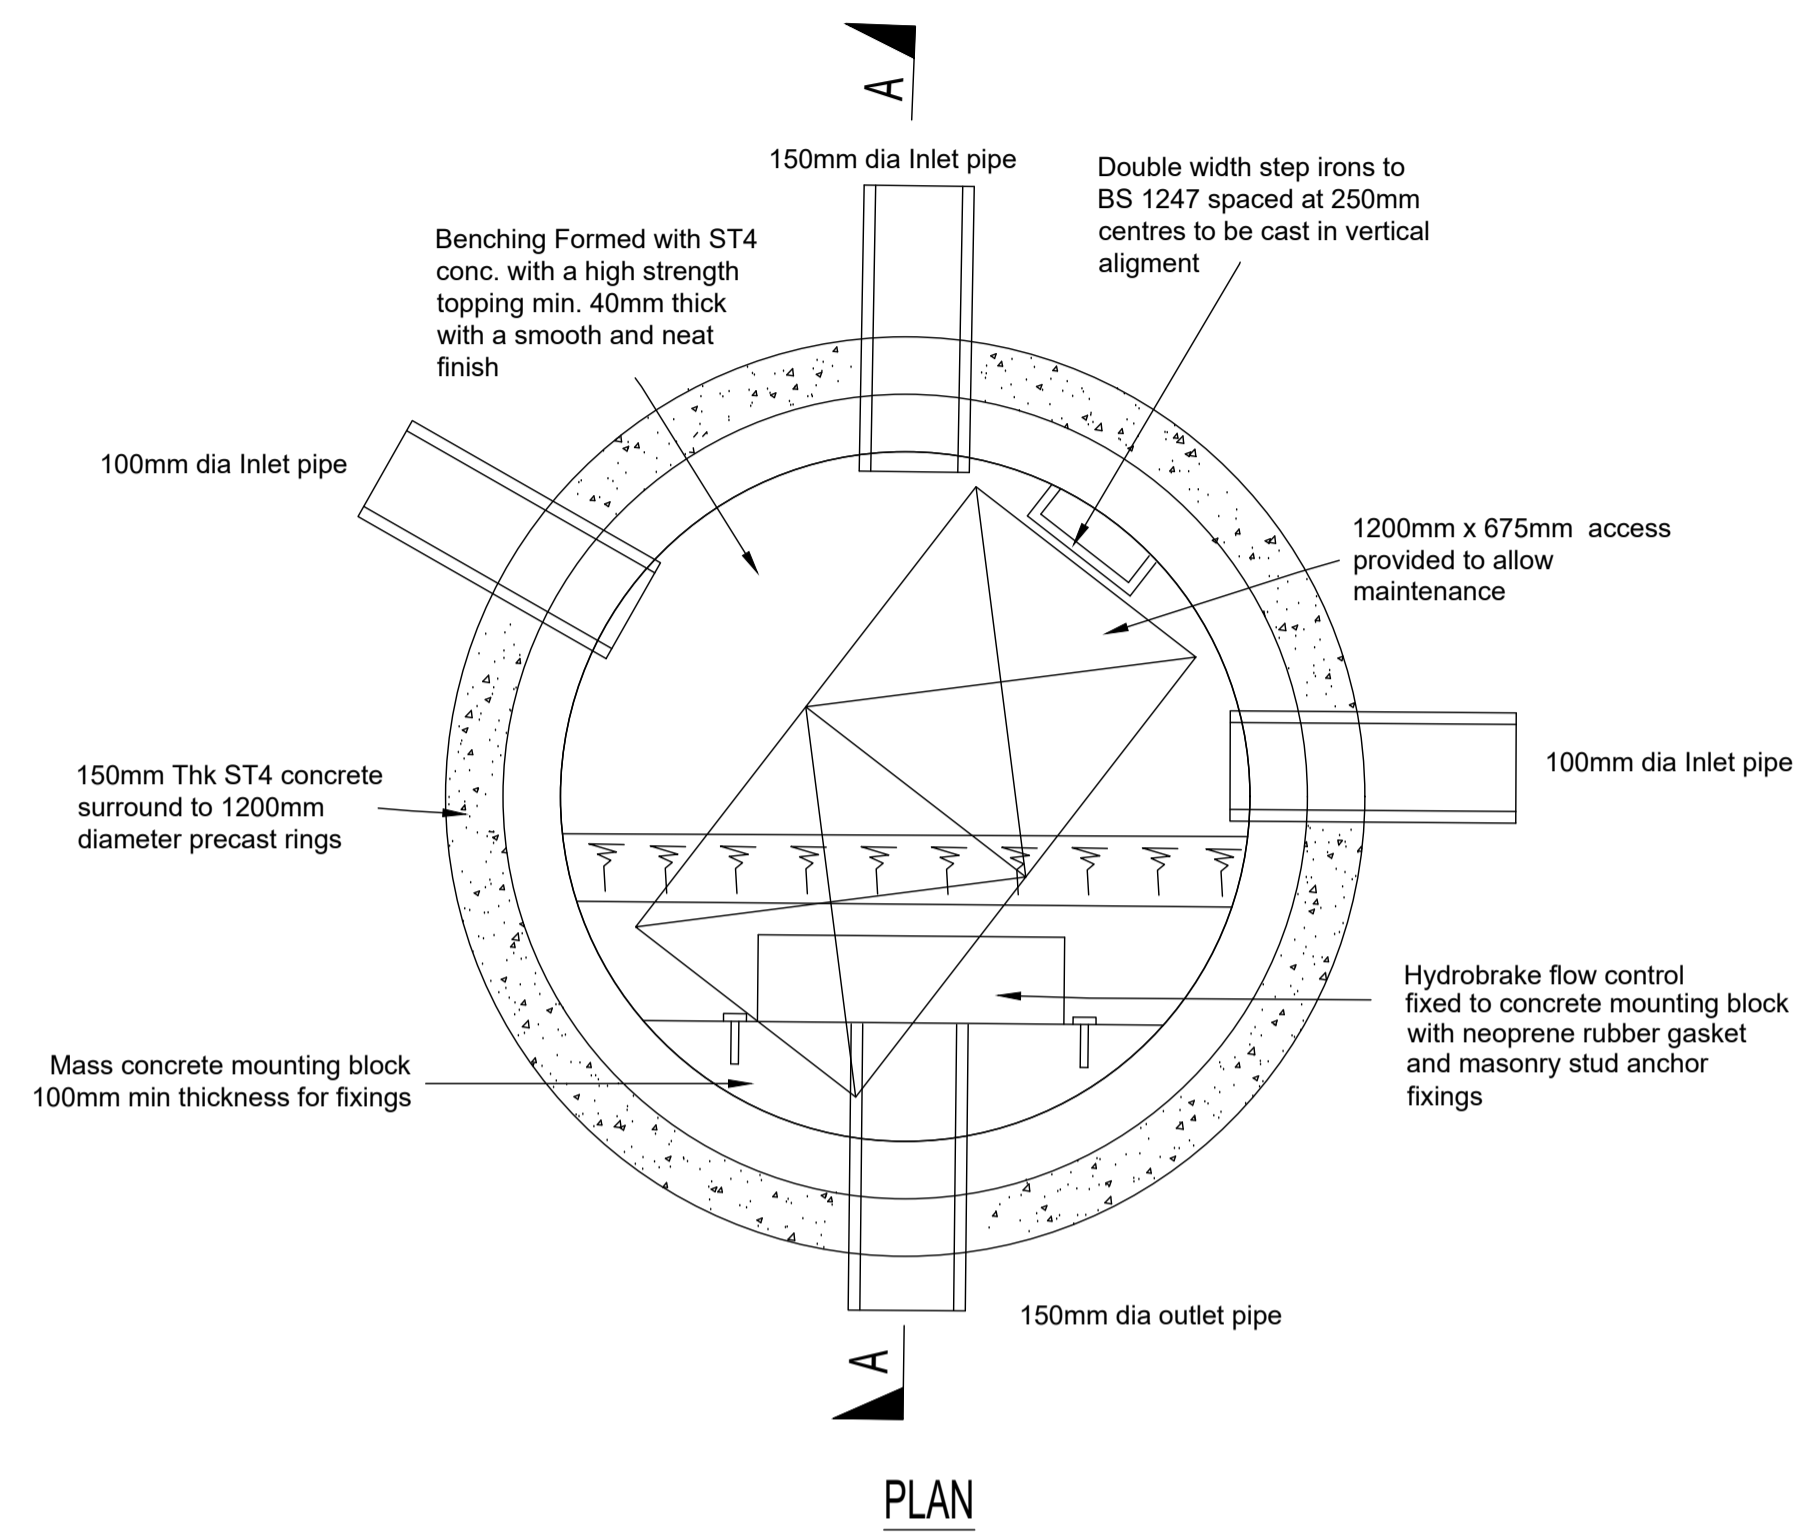 A
150mm dia Inlet pipe
Double width step irons to
BS 1247 spaced at 250mm
centres to be cast in vertical
aligment
Benching Formed with ST4
conc. with a high strength
topping min. 40mm thick
with a smooth and neat
finish
100mm dia Inlet pipe
1200mm x 675mm access
provided to allow
maintenance
100mm dia Inlet pipe
150mm Thk ST4 concrete
surround to 1200mm
diameter precast rings
Hydrobrake flow control
fixed to concrete mounting block
with neoprene rubber gasket
and masonry stud anchor
fixings
Mass concrete mounting block
100mm min thickness for fixings
150mm dia outlet pipe
A
PLAN